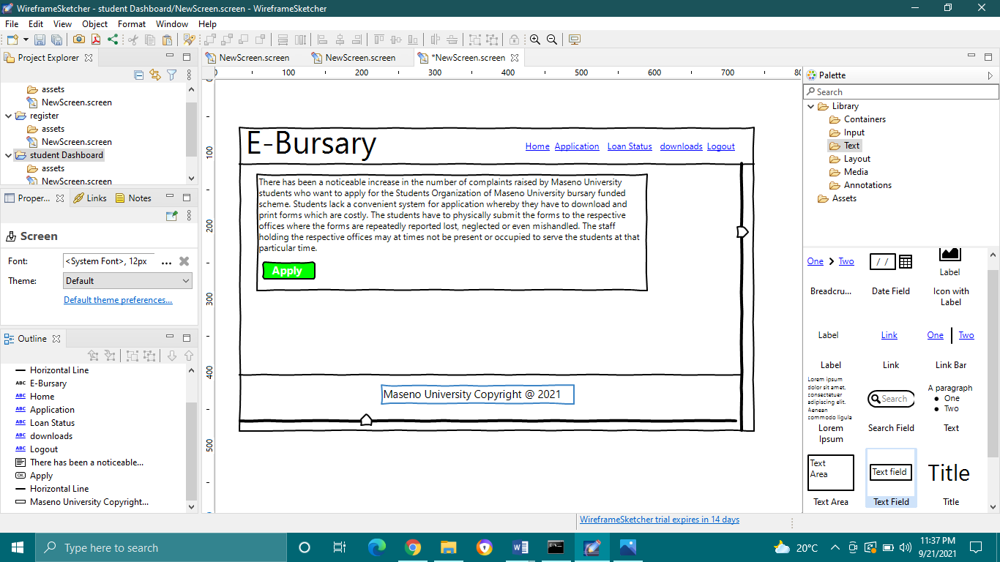 WireframeSketcher - student Dashboard/NewScreen.screen - WireframeSketcher
File Edit View Object Format Window Help
Project Explorer
assets
NewScreen.screen
register
assets
NewScreen.screen
student Dashboard
assets
NewScreen.screen
Proper... Links Notes
Screen
Font: <System Font>, 12px ...
Theme: Default
Default theme preferences...
Outline
Horizontal Line
ABC E-Bursary
ABC Home
ABC Application
ABC Loan Status
ABC downloads
ABC Logout
There has been a noticeable...
OK Apply
Horizontal Line
Maseno University Copyright...
NewScreen.screen NewScreen.screen *NewScreen.screen
0 100 200 300 400 500 600 700 80
0
100
200
300
400
500
E-Bursary
Home Application Loan Status downloads Logout
There has been a noticeable increase in the number of complaints raised by Maseno University
students who want to apply for the Students Organization of Maseno University bursary funded
scheme. Students lack a convenient system for application whereby they have to download and
print forms which are costly. The students have to physically submit the forms to the respective
offices where the forms are repeatedly reported lost, neglected or even mishandled. The staff
holding the respective offices may at times not be present or occupied to serve the students at that
particular time.
Apply
Maseno University Copyright @ 2021
Palette
Search
Library
Containers
Input
Text
Layout
Media
Annotations
Assets
One > Two / / Label
Breadcru... Date Field Icon with
Label
Label Link One Two
Label Link Link Bar
Lorem ipsum
dolor sit amet,
consectetuer
adipiscing elit.
Aenean
commodo ligula
Search
A paragraph
• One
• Two
Lorem
Ipsum
Search Field Text
Text
Area
Text field
Title
Text Area Text Field Title
WireframeSketcher trial expires in 14 days
Type here to search
20°C
11:37 PM
9/21/2021